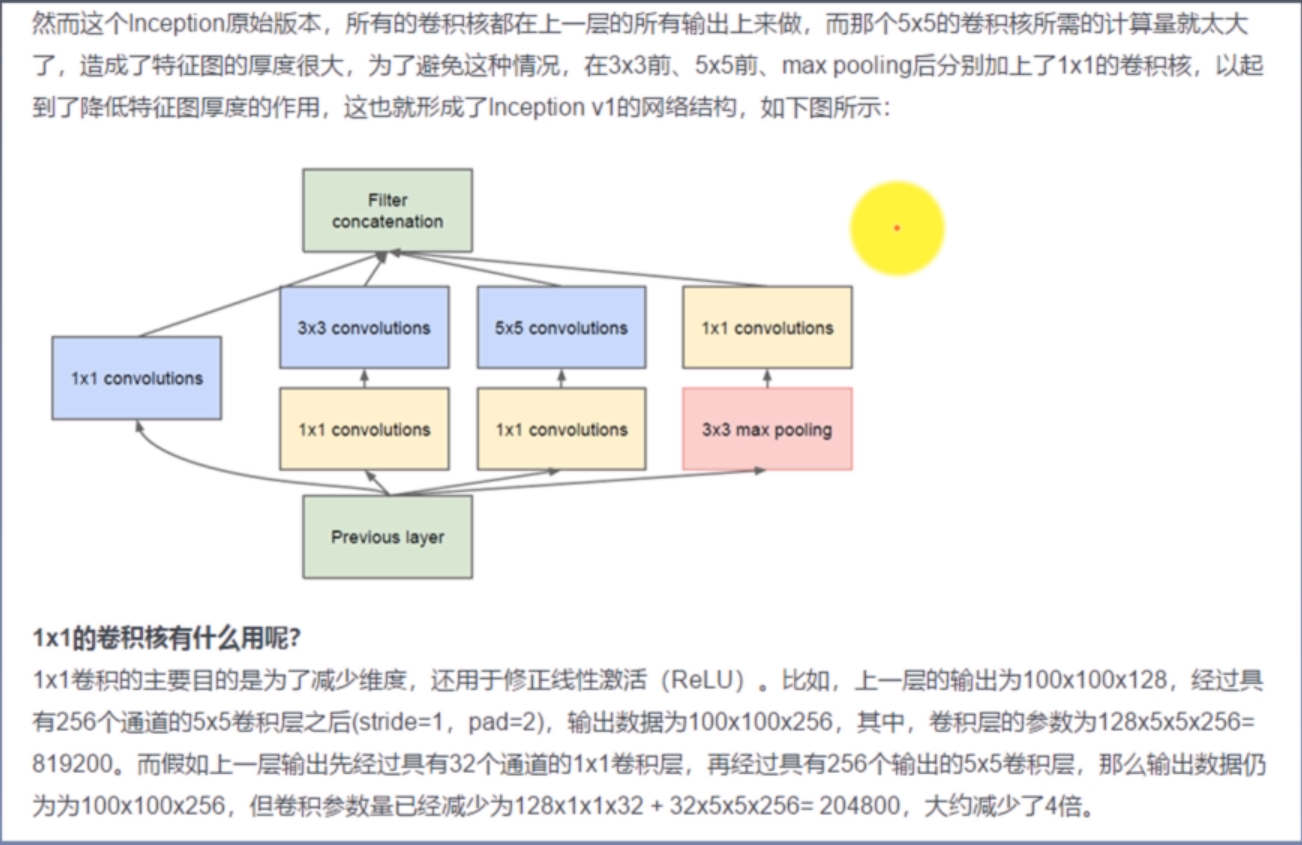 然而这个Inception原始版本，所有的卷积核都在上一层的所有输出上来做，而那个5x5的卷积核所需的计算量就太大
了，造成了特征图的厚度很大，为了避免这种情况，在3x3前、5x5前、max pooling后分别加上了1x1的卷积核，以起
到了降低特征图厚度的作用，这也就形成了Inception v1的网络结构，如下图所示：
Filter
concatenation
3x3 convolutions
5x5 convolutions
1x1 convolutions
1x1 convolutions
1x1 convolutions
1x1 convolutions
3x3 max pooling
Previous layer
1x1的卷积核有什么用呢？
1x1卷积的主要目的是为了减少维度，还用于修正线性激活（ReLU）。比如，上一层的输出为100x100x128，经过具
有256个通道的5x5卷积层之后(stride=1，pad=2)，输出数据为100x100x256，其中，卷积层的参数为128x5x5x256=
819200。而假如上一层输出先经过具有32个通道的1x1卷积层，再经过具有256个输出的5x5卷积层，那么输出数据仍
为为100x100x256，但卷积参数量已经减少为128x1x1x32 + 32x5x5x256= 204800，大约减少了4倍。